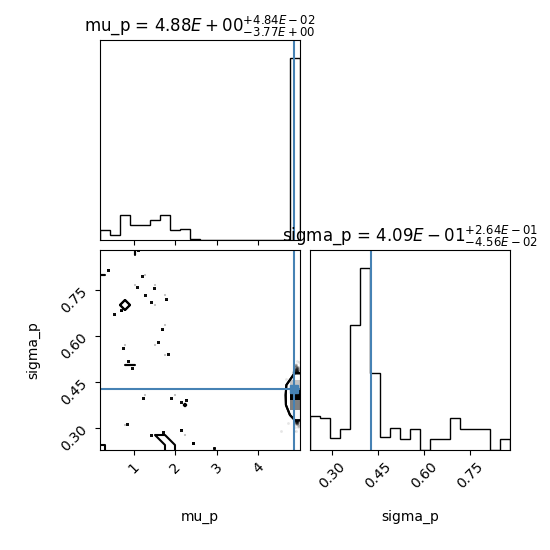 mu_p = 4.88E + 00+4.84E − 02
−3.77E + 00
sigma_p = 4.09E − 01+2.64E − 01
−4.56E − 02
0.75
0.60
0.45
0.30
sigma_p
1 2 3 4
0.30 0.45 0.60 0.75
mu_p sigma_p